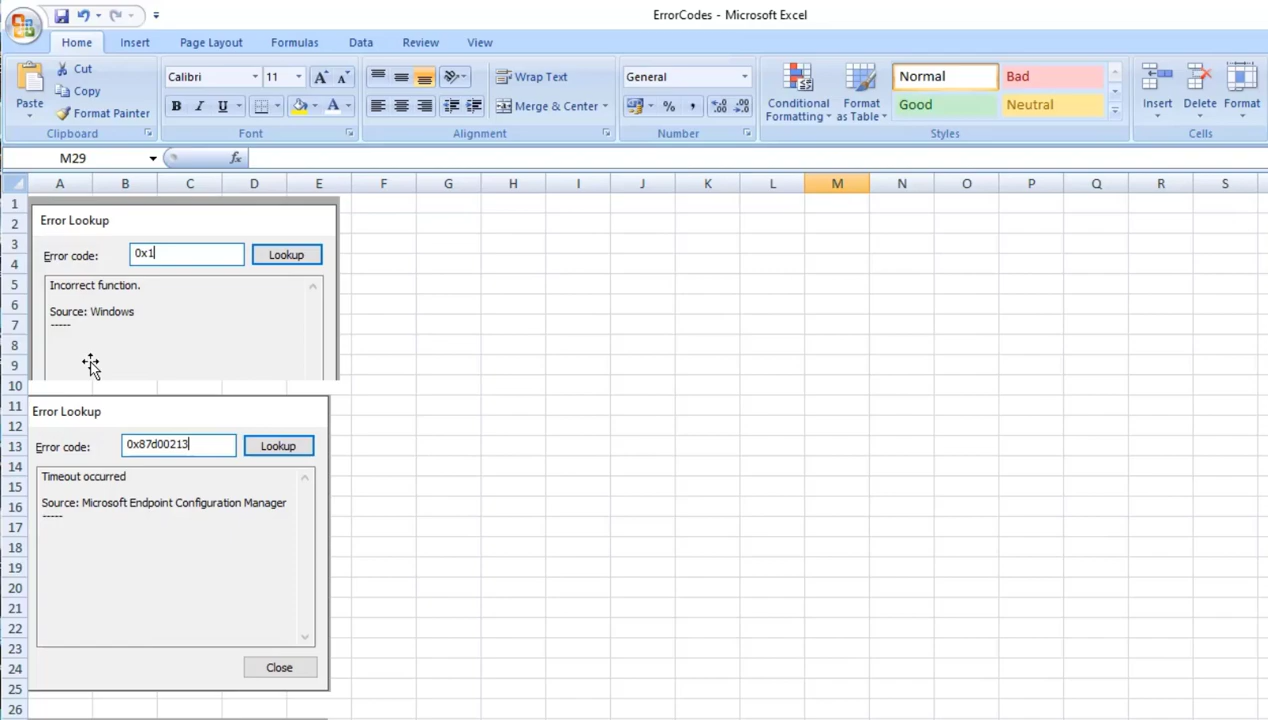 ErrorCodes - Microsoft Excel
Home Insert Page Layout Formulas Data Review View
Paste
Cut
Copy
Format Painter
Clipboard
Calibri 11 A A
B I U A
Font
Wrap Text
Merge & Center
Alignment
General
% ,
Number
Conditional Formatting
Format as Table
Normal Bad
Good Neutral
Styles
Insert Delete Format
Cells
M29 fx
A B C D E F G H I J K L M N O P Q R S
1
2
3
4
5
6
7
8
9
10
11
12
13
14
15
16
17
18
19
20
21
22
23
24
25
26
Error Lookup
Error code: 0x1 Lookup
Incorrect function.
Source: Windows
-----
Error Lookup
Error code: 0x87d00213 Lookup
Timeout occurred
Source: Microsoft Endpoint Configuration Manager
-----
Close